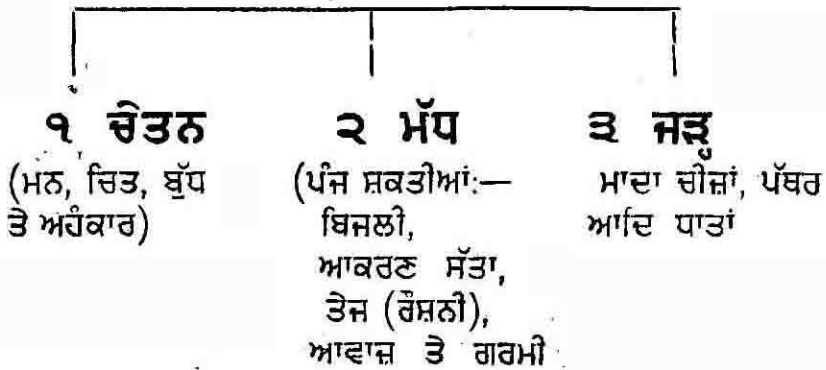 ੧ ਚੇਤਨ
(ਮਨ, ਚਿਤ, ਬੁੱਧ
ਤੇ ਅਹੰਕਾਰ)
੨ ਮੱਧ
(ਪੰਜ ਸ਼ਕਤੀਆਂ:—
ਬਿਜਲੀ,
ਆਕਰਣ ਸੱਤਾ,
ਤੇਜ (ਰੌਸ਼ਨੀ),
ਆਵਾਜ਼ ਤੇ ਗਰਮੀ
੩ ਜੜ੍ਹ
ਮਾਦਾ ਚੀਜ਼ਾਂ, ਪੱਥਰ
ਆਦਿ ਧਾਤਾਂ